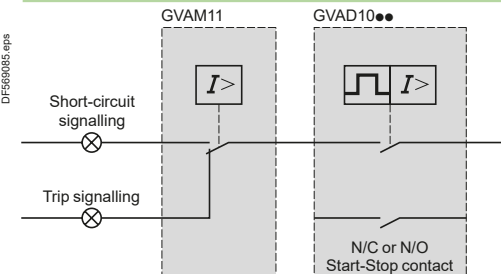 GVAM11
GVAD10●●
DF569085.eps
I>
I>
Short-circuit
signalling
Trip signalling
N/C or N/O
Start-Stop contact